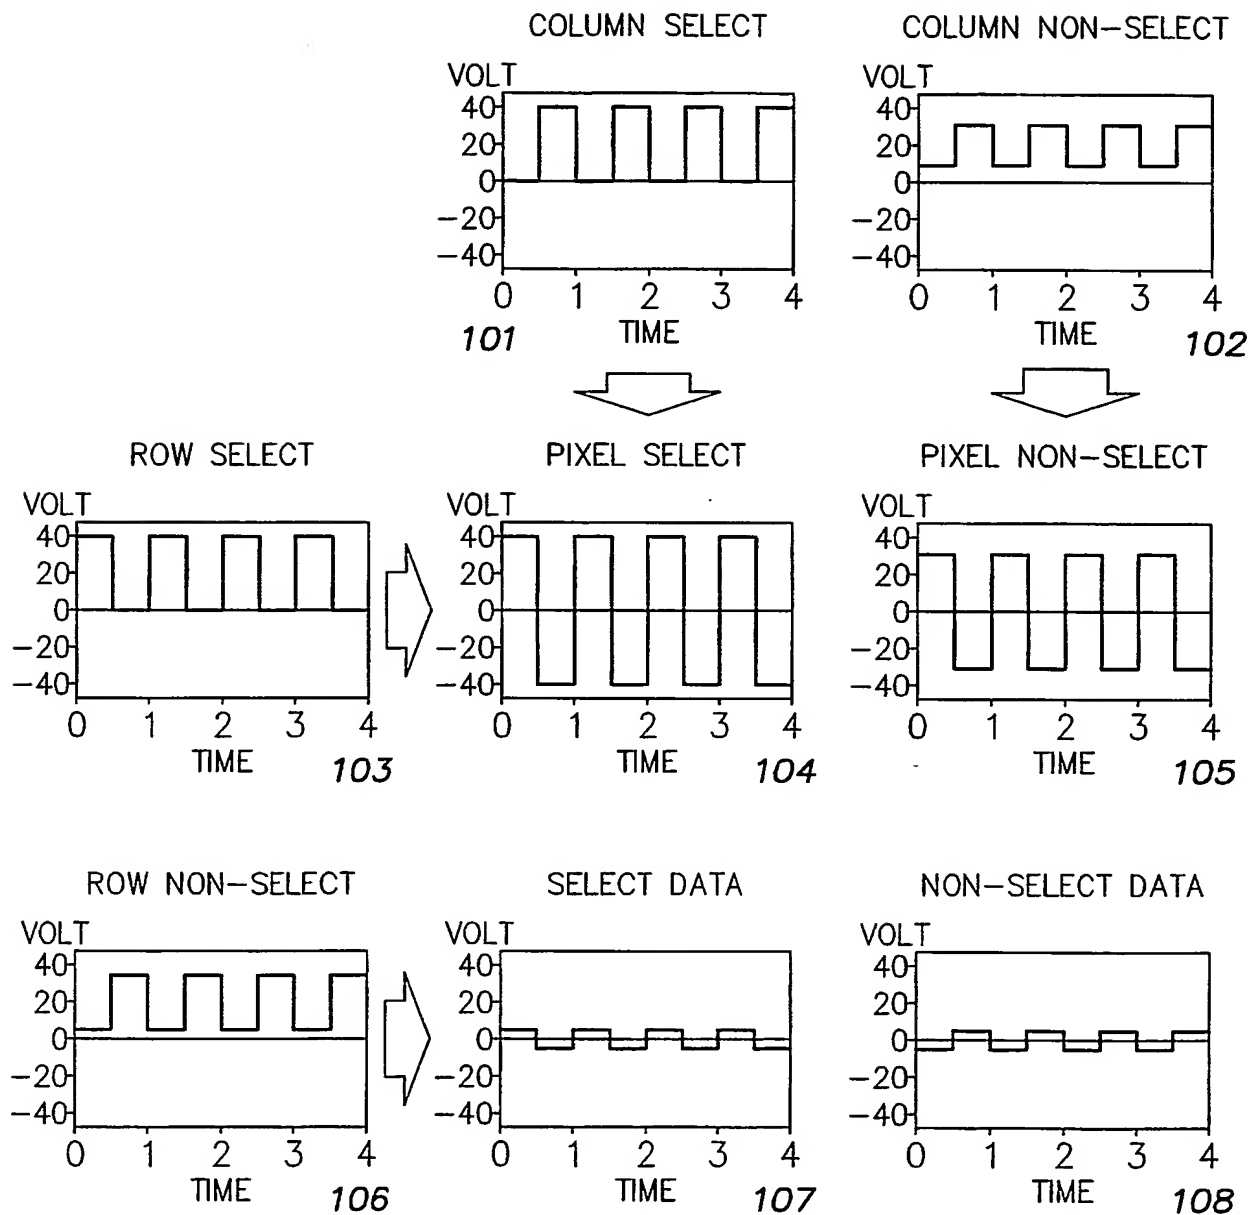 COLUMN SELECT
VOLT
40
20
0
−20
−40
0 1 2 3 4
TIME
101
COLUMN NON−SELECT
VOLT
40
20
0
−20
−40
0 1 2 3 4
TIME
102
ROW SELECT
VOLT
40
20
0
−20
−40
0 1 2 3 4
TIME
103
PIXEL SELECT
VOLT
40
20
0
−20
−40
0 1 2 3 4
TIME
104
PIXEL NON−SELECT
VOLT
40
20
0
−20
−40
0 1 2 3 4
TIME
105
ROW NON−SELECT
VOLT
40
20
0
−20
−40
0 1 2 3 4
TIME
106
SELECT DATA
VOLT
40
20
0
−20
−40
0 1 2 3 4
TIME
107
NON−SELECT DATA
VOLT
40
20
0
−20
−40
0 1 2 3 4
TIME
108